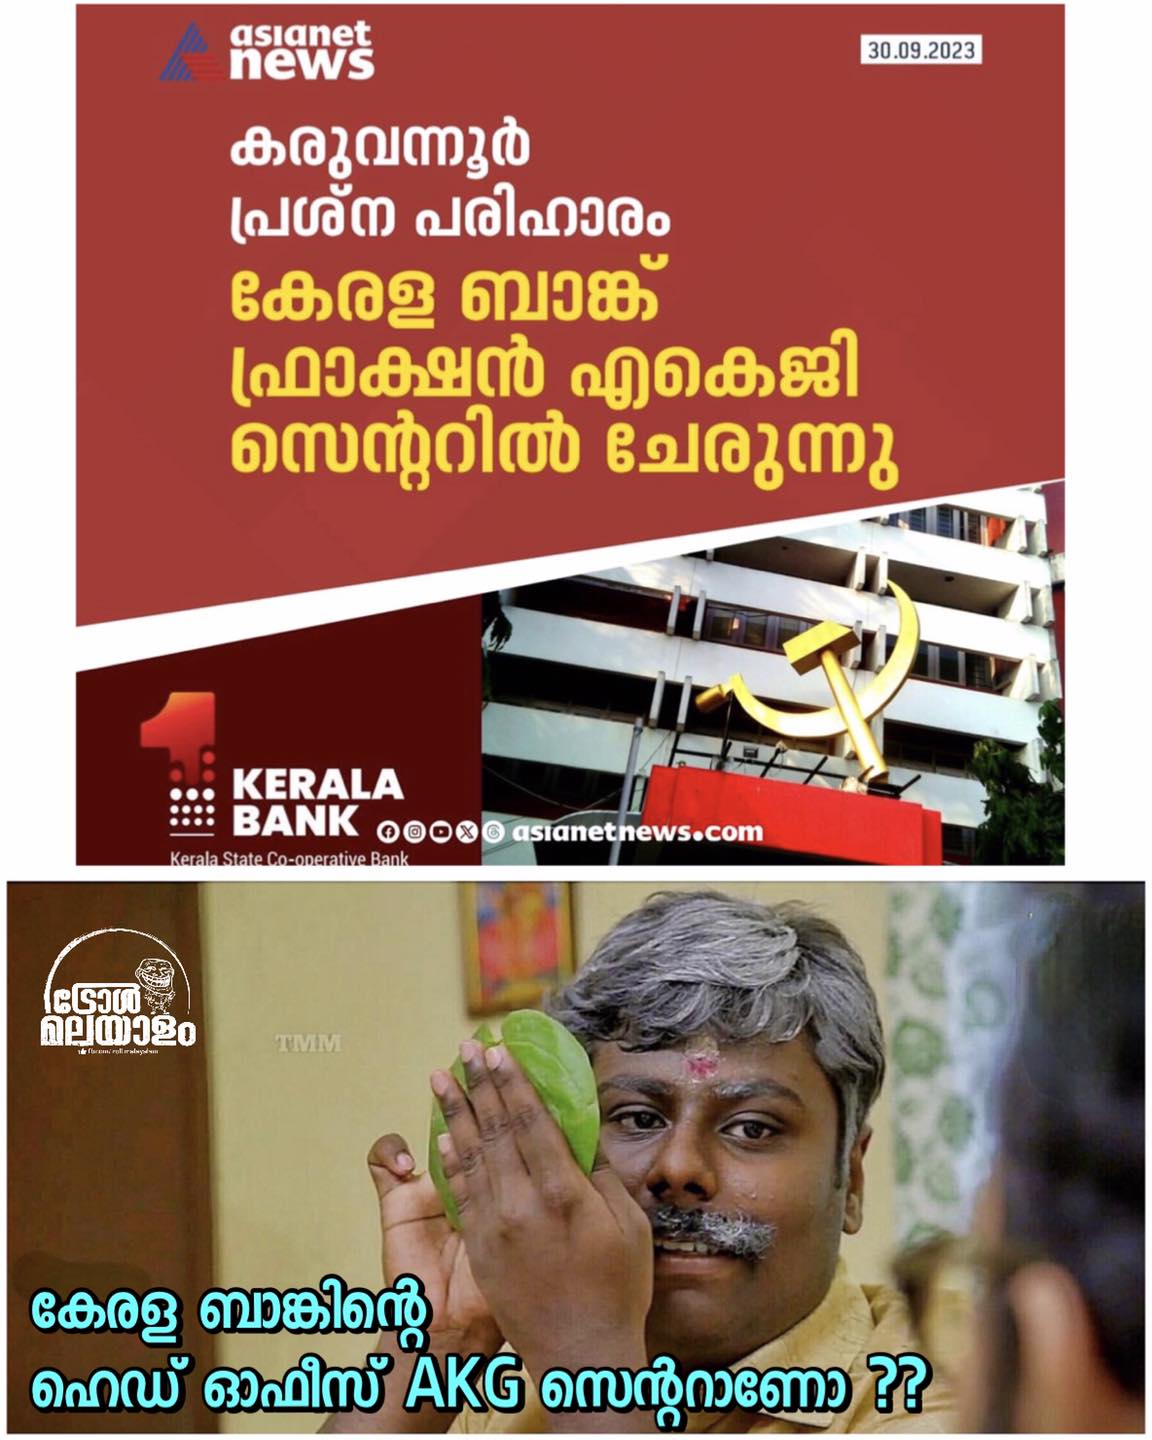 asianet
news
30.09.2023
കരുവന്നൂർ
പ്രശ്ന പരിഹാരം
കേരള ബാങ്ക്
ഫ്രാക്ഷൻ എകെജി
സെന്ററിൽ ചേരുന്നു
1
KERALA
BANK
asianetnews.com
Kerala State Co-operative Bank
ട്രോൾ
മലയാളം
TMM
കേരള ബാങ്കിന്റെ
ഹെഡ് ഓഫീസ് AKG സെന്ററാണോ ??